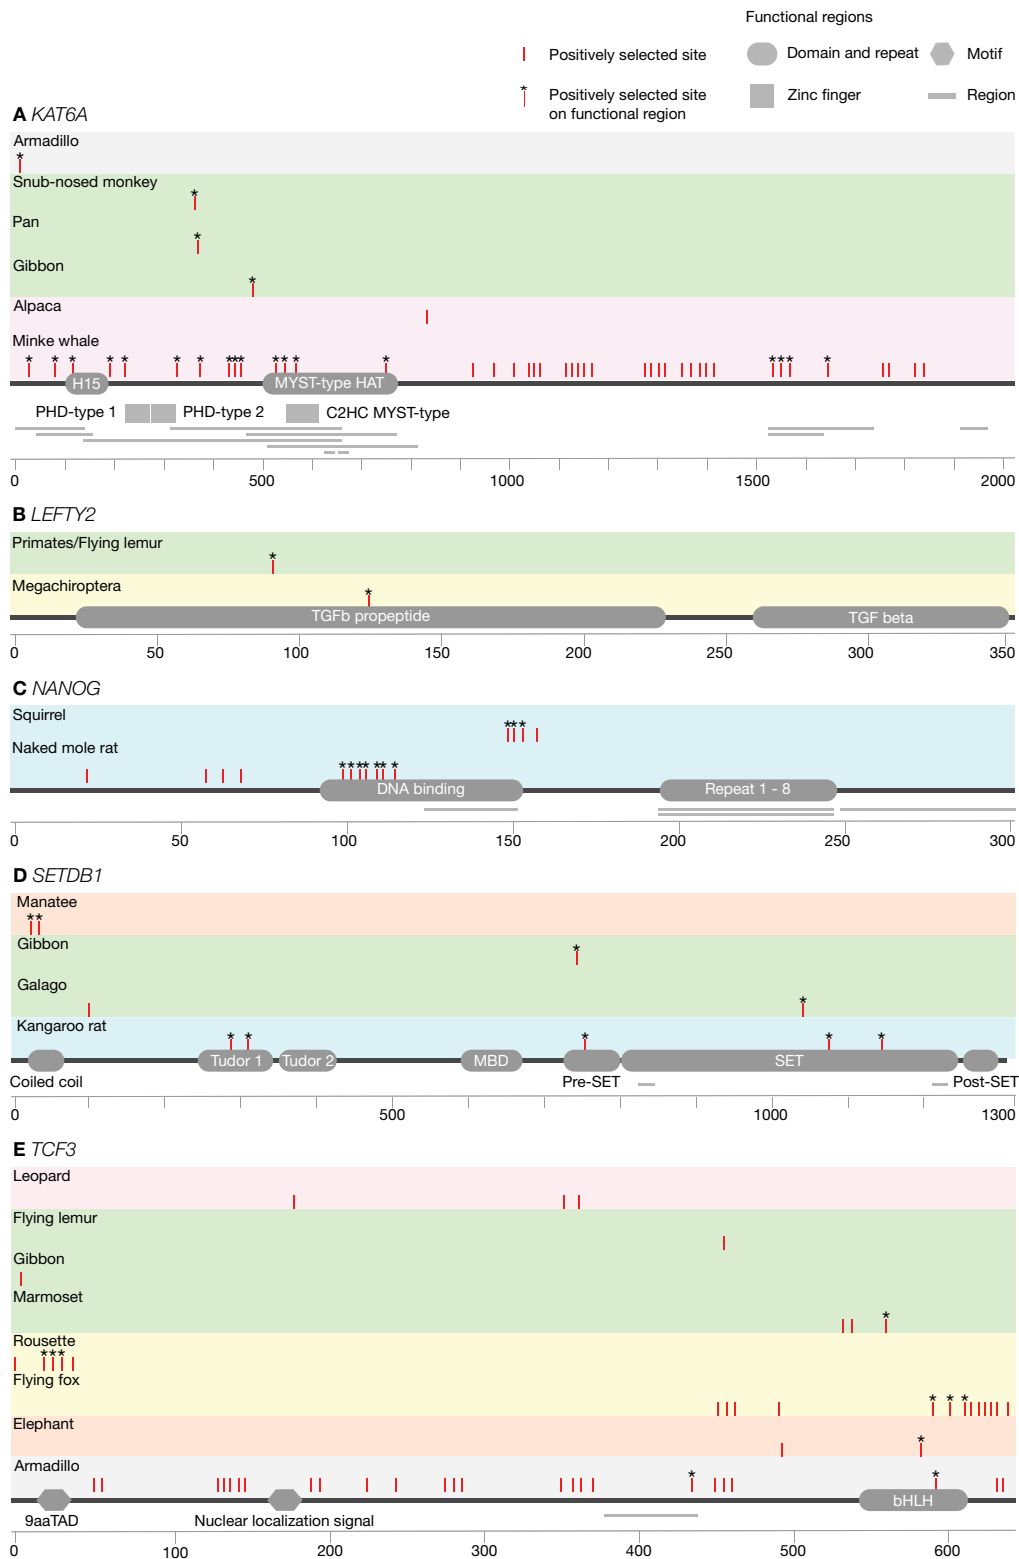 Functional regions
Positively selected site
Domain and repeat
Motif
*
Positively selected site
on functional region
Zinc finger
Region
A KAT6A
Armadillo
*
Snub-nosed monkey
*
Pan
*
Gibbon
*
Alpaca
Minke whale
* * * * * * * *** * * * * *** *
H15 MYST-type HAT
PHD-type 1 PHD-type 2 C2HC MYST-type
0 500 1000 1500 2000
B LEFTY2
Primates/Flying lemur
*
Megachiroptera
*
TGFb propeptide TGF beta
0 50 100 150 200 250 300 350
C NANOG
Squirrel
***
Naked mole rat
*******
DNA binding Repeat 1 - 8
0 50 100 150 200 250 300
D SETDB1
Manatee
**
Gibbon
*
Galago
*
Kangaroo rat
* * * * *
Tudor 1 Tudor 2 MBD SET
Coiled coil Pre-SET Post-SET
0 500 1000 1300
E TCF3
Leopard
Flying lemur
Gibbon
Marmoset
*
Rousette
***
Flying fox
* * *
Elephant
*
Armadillo
* *
bHLH
9aaTAD Nuclear localization signal
0 100 200 300 400 500 600